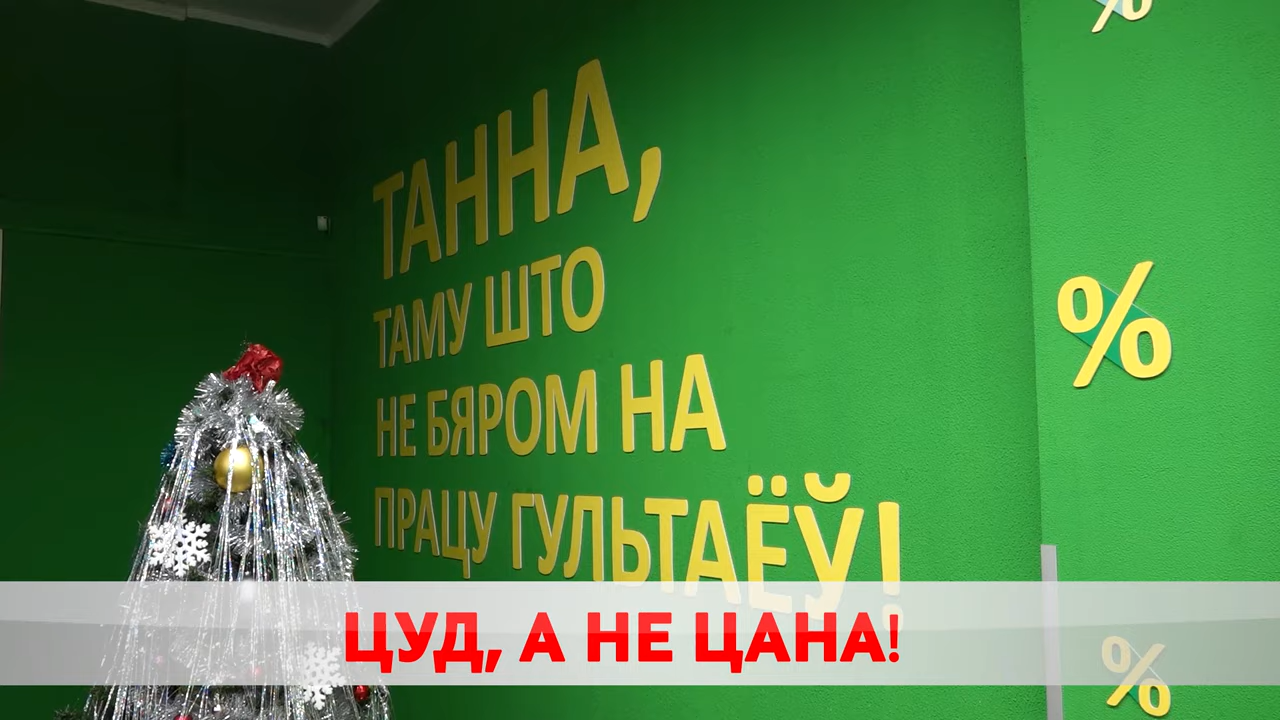 ТАННА,
ТАМУ ШТО
НЕ БЯРОМ НА
ПРАЦУ ГУЛЬТАЁЎ!
%
%
%
ЦУД, А НЕ ЦАНА!